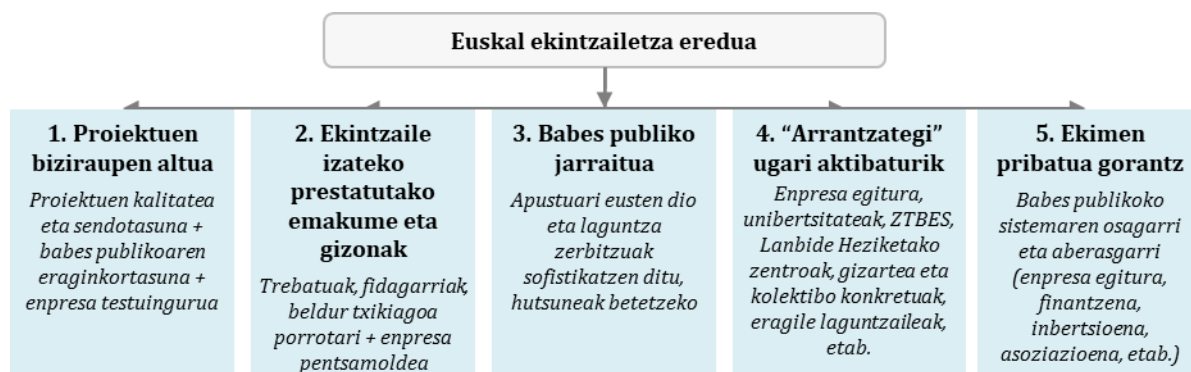 Euskal ekintzailetza eredua
1. Proiektuen
biziraupen altua
Proiektuen kalitatea
eta sendotasuna +
babes publikoaren
eraginkortasuna +
enpresa testuingurua
2. Ekintzaile
izateko
prestatutako
emakume eta
gizonak
Trebatuak, fidagarriak,
beldur txikiagoa
porrotari + enpresa
pentsamoldea
3. Babes publiko
jarraitua
Apustuari eusten dio
eta laguntza
zerbitzuak
sofistikatzen ditu,
hutsuneak betetzeko
4. “Arrantzategi”
ugari aktibaturik
Enpresa egitura,
unibertsitateak, ZTBES,
Lanbide Heziketako
zentroak, gizartea eta
kolektibo konkretuak,
eragile laguntzaileak,
etab.
5. Ekimen
pribatua gorantz
Babes publikoko
sistemaren osagarri
eta aberasgarri
(enpresa egitura,
finantzena,
inbertsioena,
asoziazioena, etab.)